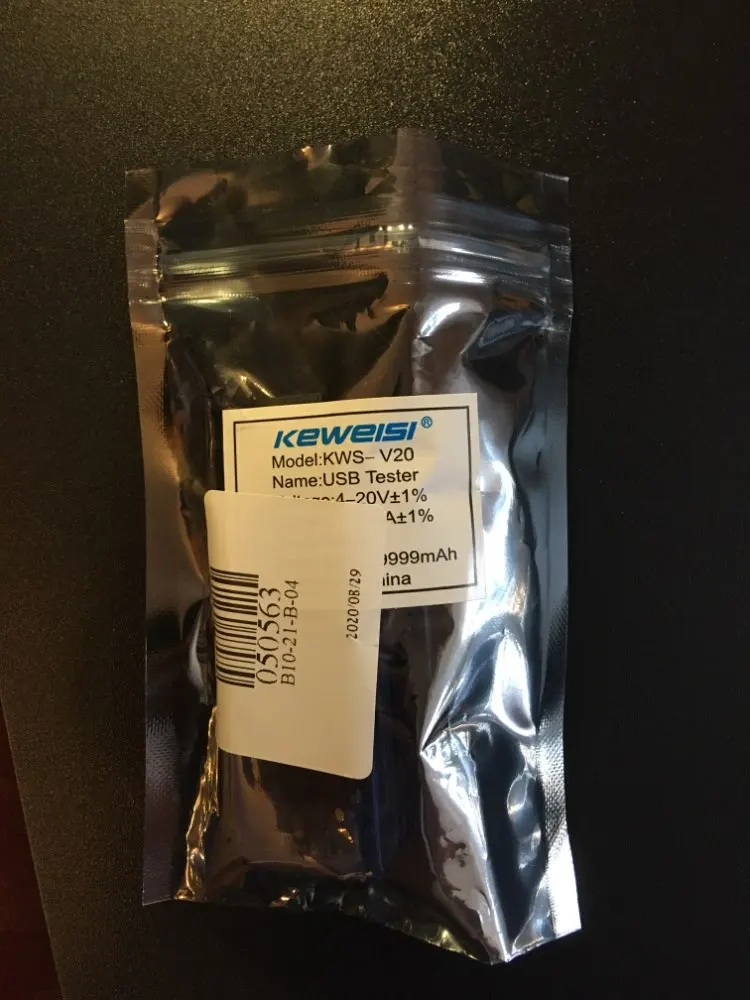 KEWEISI®
Model:KWS– V20
Name:USB Tester
:4–20V±1%
A±1%
9999mAh
050563
B10-21-B-04
2020/08/29